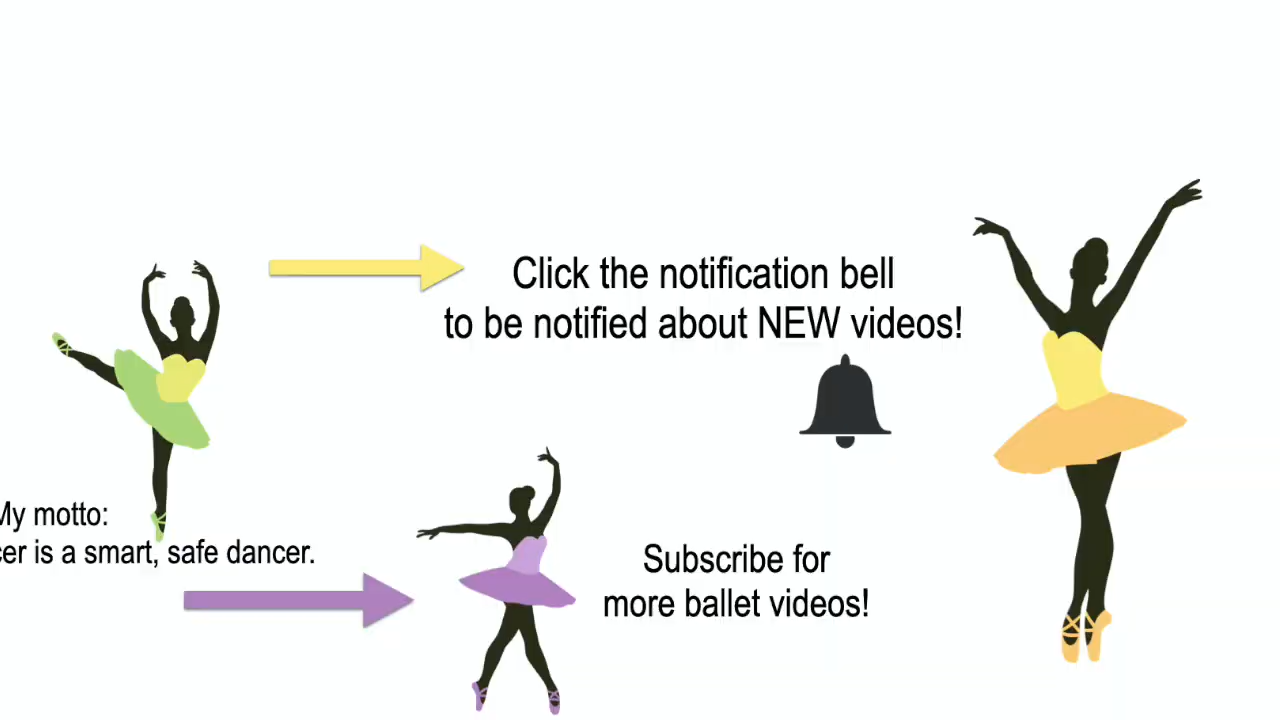 Click the notification bell
to be notified about NEW videos!
My motto:
is a smart, safe dancer.
Subscribe for
more ballet videos!